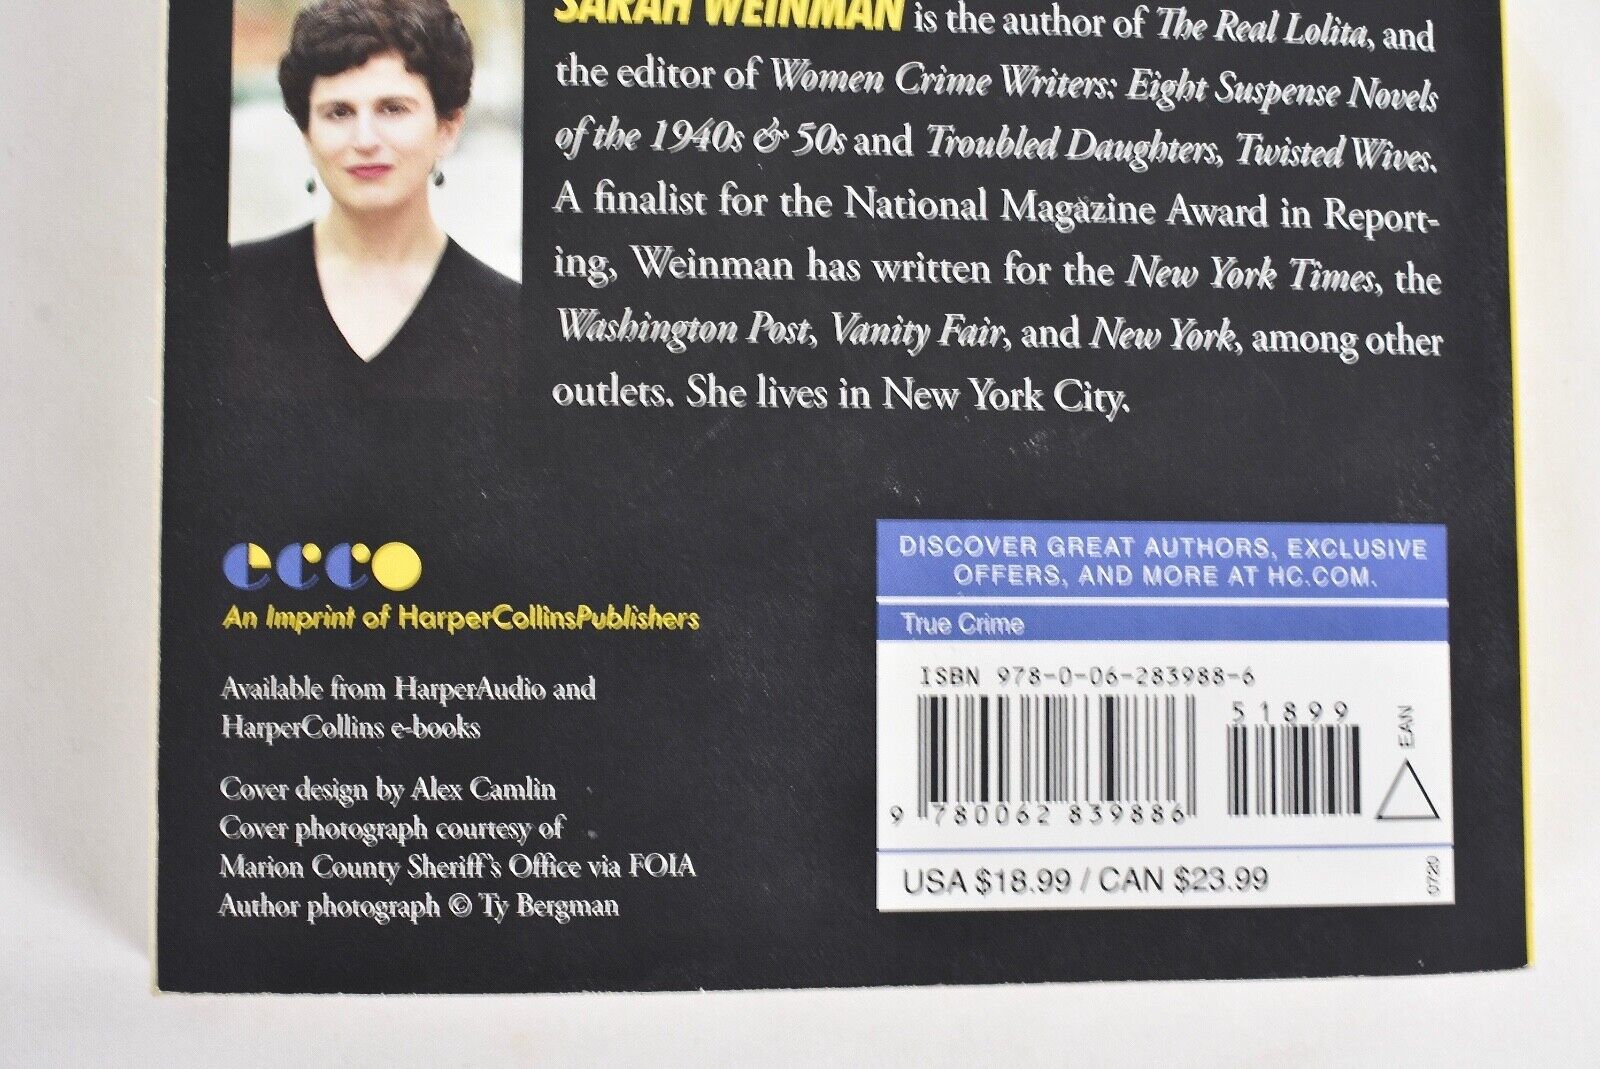 SARAH WEINMAN is the author of The Real Lolita, and
the editor of Women Crime Writers: Eight Suspense Novels
of the 1940s & 50s and Troubled Daughters, Twisted Wives.
A finalist for the National Magazine Award in Report-
ing, Weinman has written for the New York Times, the
Washington Post, Vanity Fair, and New York, among other
outlets. She lives in New York City.
ecco
An Imprint of HarperCollinsPublishers
Available from HarperAudio and
HarperCollins e-books
Cover design by Alex Camlin
Cover photograph courtesy of
Marion County Sheriff's Office via FOIA
Author photograph © Ty Bergman
DISCOVER GREAT AUTHORS, EXCLUSIVE
OFFERS, AND MORE AT HC.COM.
True Crime
ISBN 978-0-06-283988-6
51899
EAN
9 780062 839886
USA $18.99 / CAN $23.99
0720